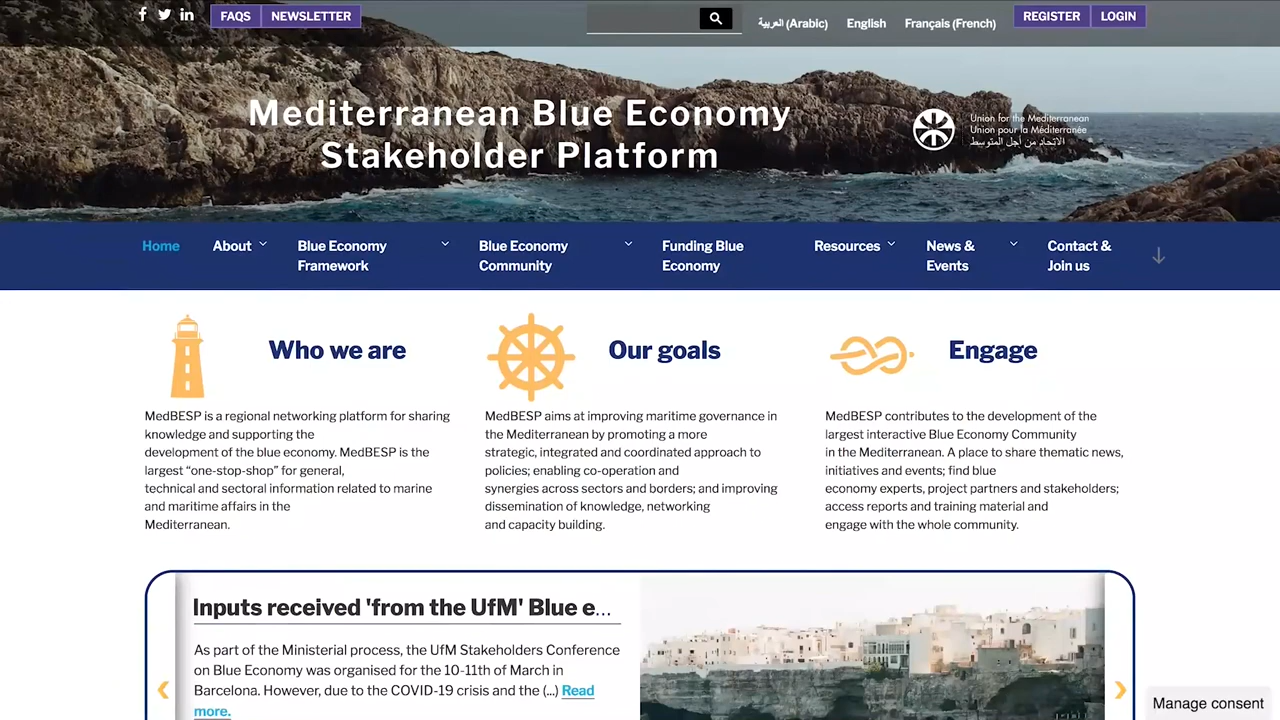 FAQS
NEWSLETTER
العربية (Arabic)
English
Français (French)
REGISTER
LOGIN
Mediterranean Blue Economy
Stakeholder Platform
Union for the Mediterranean
Union pour la Méditerranée
الاتحاد من أجل المتوسط
Home
About
Blue Economy
Framework
Blue Economy
Community
Funding Blue
Economy
Resources
News &
Events
Contact &
Join us
Who we are
MedBESP is a regional networking platform for sharing
knowledge and supporting the
development of the blue economy. MedBESP is the
largest “one-stop-shop” for general,
technical and sectoral information related to marine
and maritime affairs in the
Mediterranean.
Our goals
MedBESP aims at improving maritime governance in
the Mediterranean by promoting a more
strategic, integrated and coordinated approach to
policies; enabling co-operation and
synergies across sectors and borders; and improving
dissemination of knowledge, networking
and capacity building.
Engage
MedBESP contributes to the development of the
largest interactive Blue Economy Community
in the Mediterranean. A place to share thematic news,
initiatives and events; find blue
economy experts, project partners and stakeholders;
access reports and training material and
engage with the whole community.
Inputs received 'from the UfM' Blue e...
As part of the Ministerial process, the UfM Stakeholders Conference
on Blue Economy was organised for the 10-11th of March in
Barcelona. However, due to the COVID-19 crisis and the (...) Read
more.
Manage consent